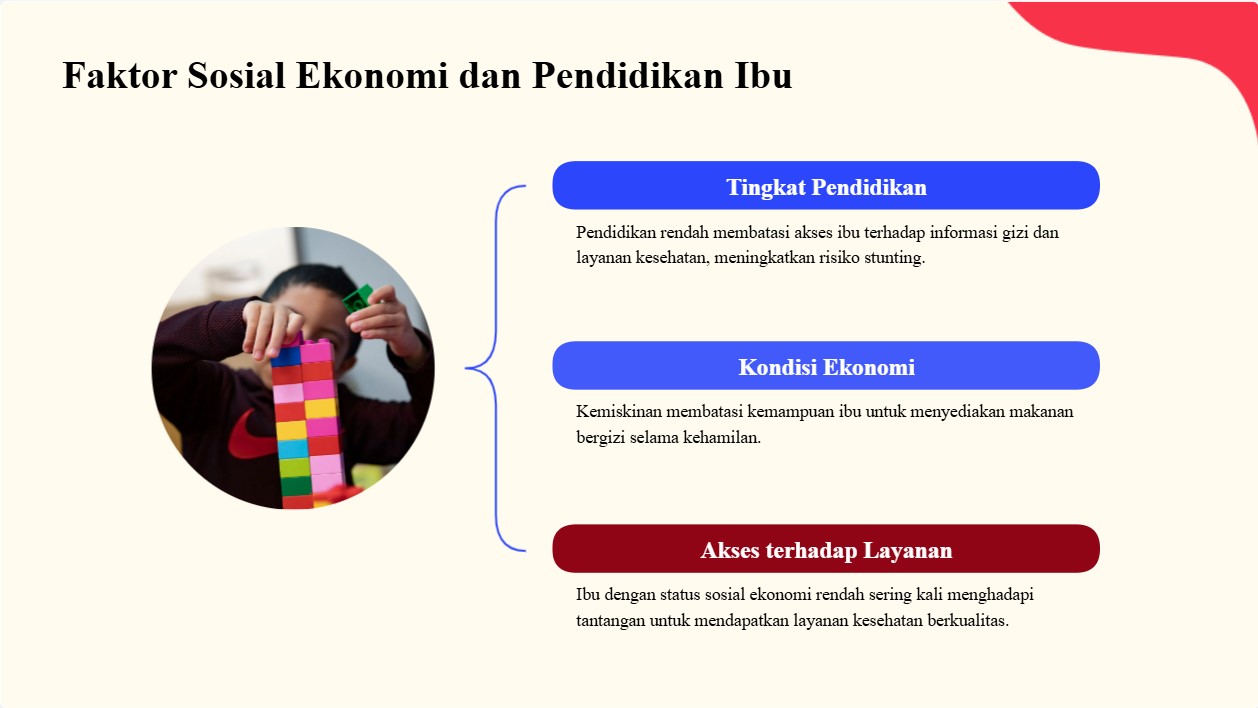 Faktor Sosial Ekonomi dan Pendidikan Ibu
Tingkat Pendidikan
Pendidikan rendah membatasi akses ibu terhadap informasi gizi dan
layanan kesehatan, meningkatkan risiko stunting.
Kondisi Ekonomi
Kemiskinan membatasi kemampuan ibu untuk menyediakan makanan
bergizi selama kehamilan.
Akses terhadap Layanan
Ibu dengan status sosial ekonomi rendah sering kali menghadapi
tantangan untuk mendapatkan layanan kesehatan berkualitas.